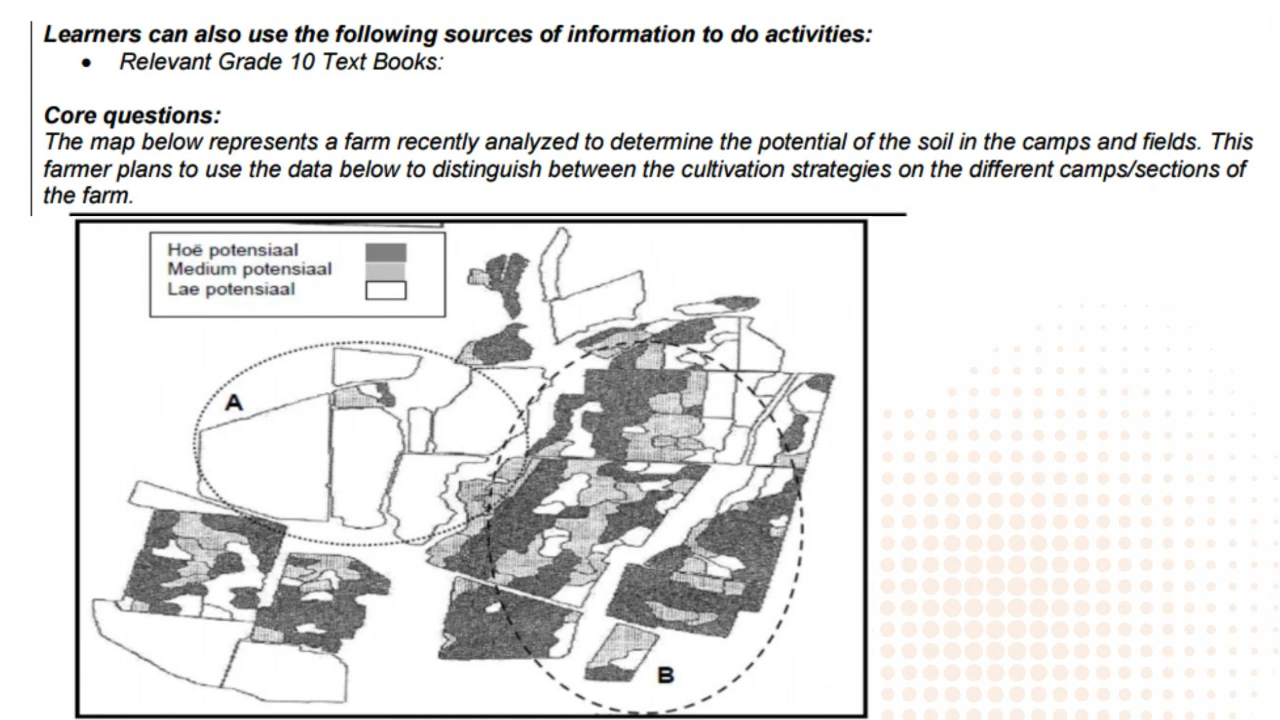 Learners can also use the following sources of information to do activities:
• Relevant Grade 10 Text Books:
Core questions:
The map below represents a farm recently analyzed to determine the potential of the soil in the camps and fields. This
farmer plans to use the data below to distinguish between the cultivation strategies on the different camps/sections of
the farm.
Hoë potensiaal
Medium potensiaal
Lae potensiaal
A
B